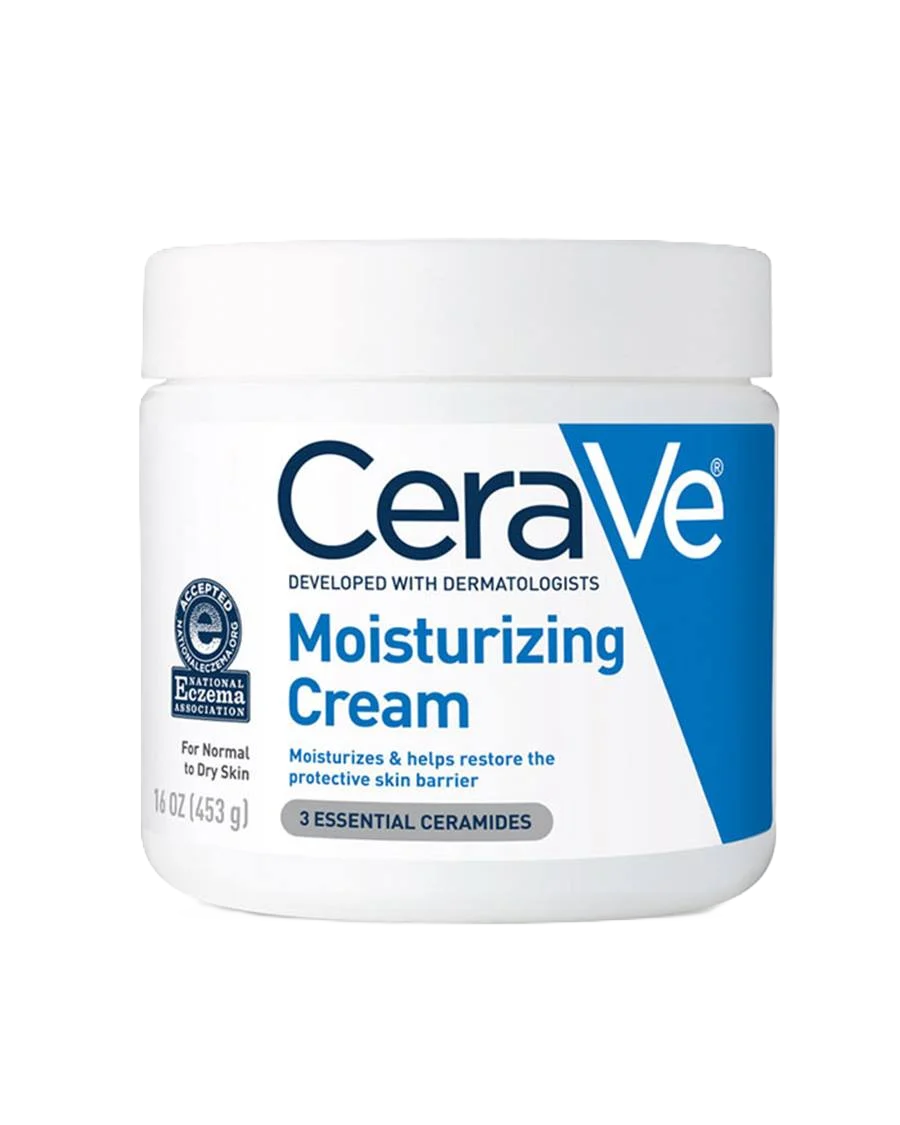 CeraVe®
DEVELOPED WITH DERMATOLOGISTS
Moisturizing
Cream
Moisturizes & helps restore the
protective skin barrier
3 ESSENTIAL CERAMIDES
ACCEPTED
e
NATIONALECZEMA.ORG
NATIONAL
Eczema
ASSOCIATION
For Normal
to Dry Skin
16 OZ (453 g)